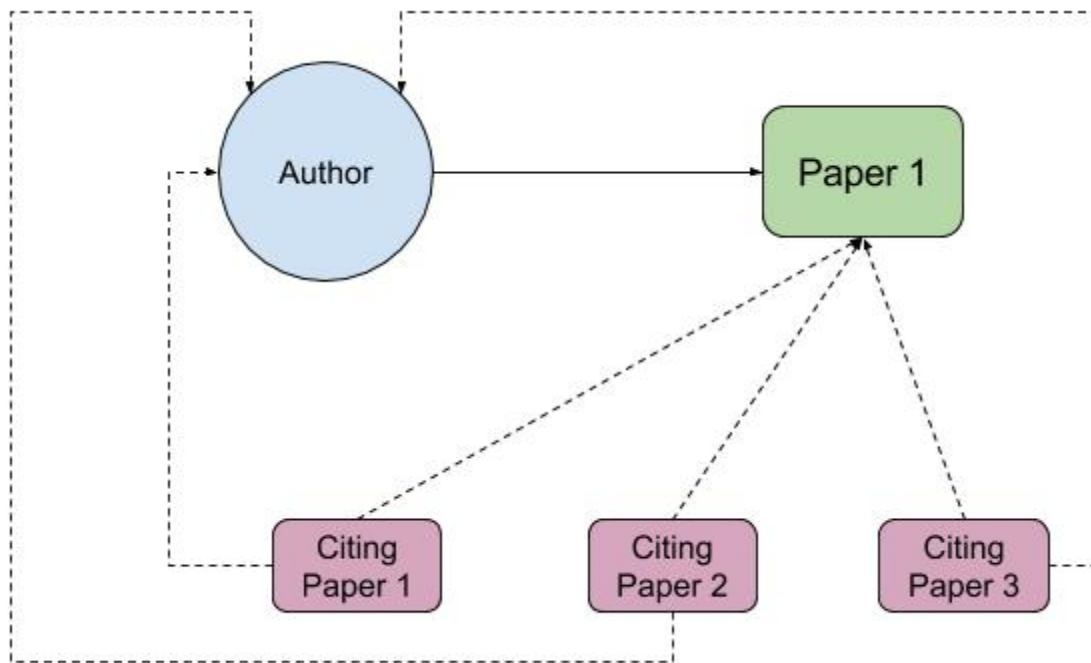 Author
Paper 1
Citing
Paper 1
Citing
Paper 2
Citing
Paper 3